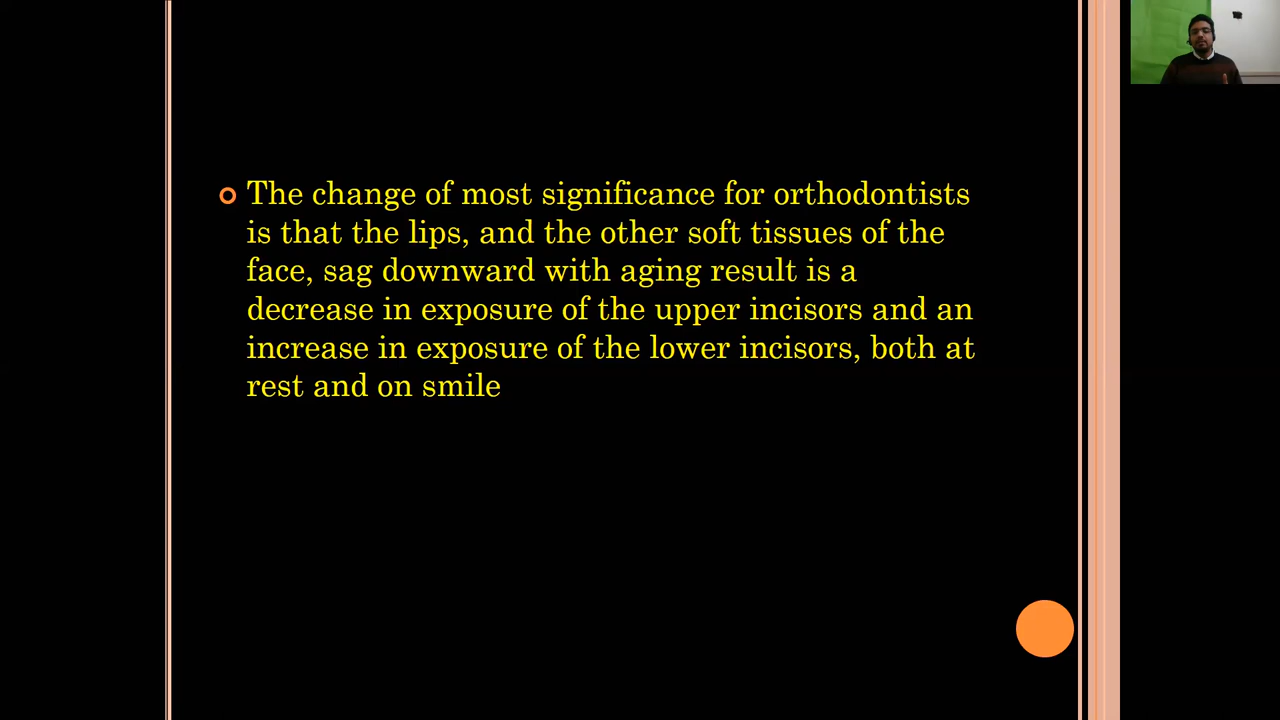 The change of most significance for orthodontists
is that the lips, and the other soft tissues of the
face, sag downward with aging result is a
decrease in exposure of the upper incisors and an
increase in exposure of the lower incisors, both at
rest and on smile